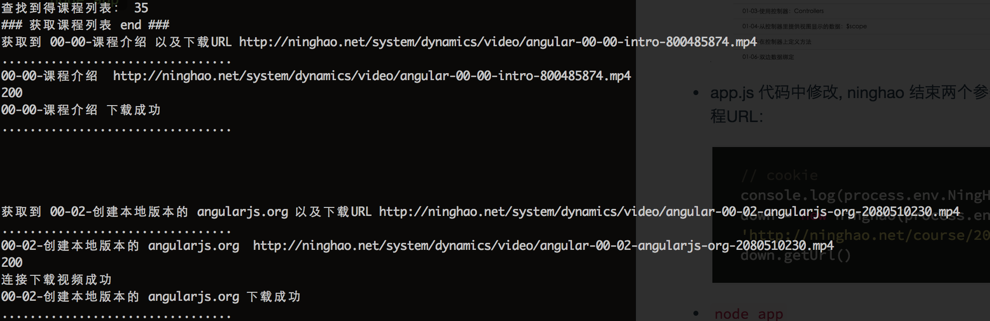 查找到得课程列表： 35
### 获取课程列表 end ###
获取到 00-00-课程介绍 以及下载URL http://ninghao.net/system/dynamics/video/angular-00-00-intro-800485874.mp4
.................................
00-00-课程介绍  http://ninghao.net/system/dynamics/video/angular-00-00-intro-800485874.mp4
200
00-00-课程介绍 下载成功
.................................
获取到 00-02-创建本地版本的 angularjs.org 以及下载URL http://ninghao.net/system/dynamics/video/angular-00-02-angularjs-org-2080510230.mp4
.................................
00-02-创建本地版本的 angularjs.org  http://ninghao.net/system/dynamics/video/angular-00-02-angularjs-org-2080510230.mp4
200
连接下载视频成功
00-02-创建本地版本的 angularjs.org 下载成功
.................................
• app.js 代码中修改, ninghao 结束两个参
程URL:
// cookie
console.log(process.env.NingH
'http://ninghao.net/course/20
down.getUrl()
• node app